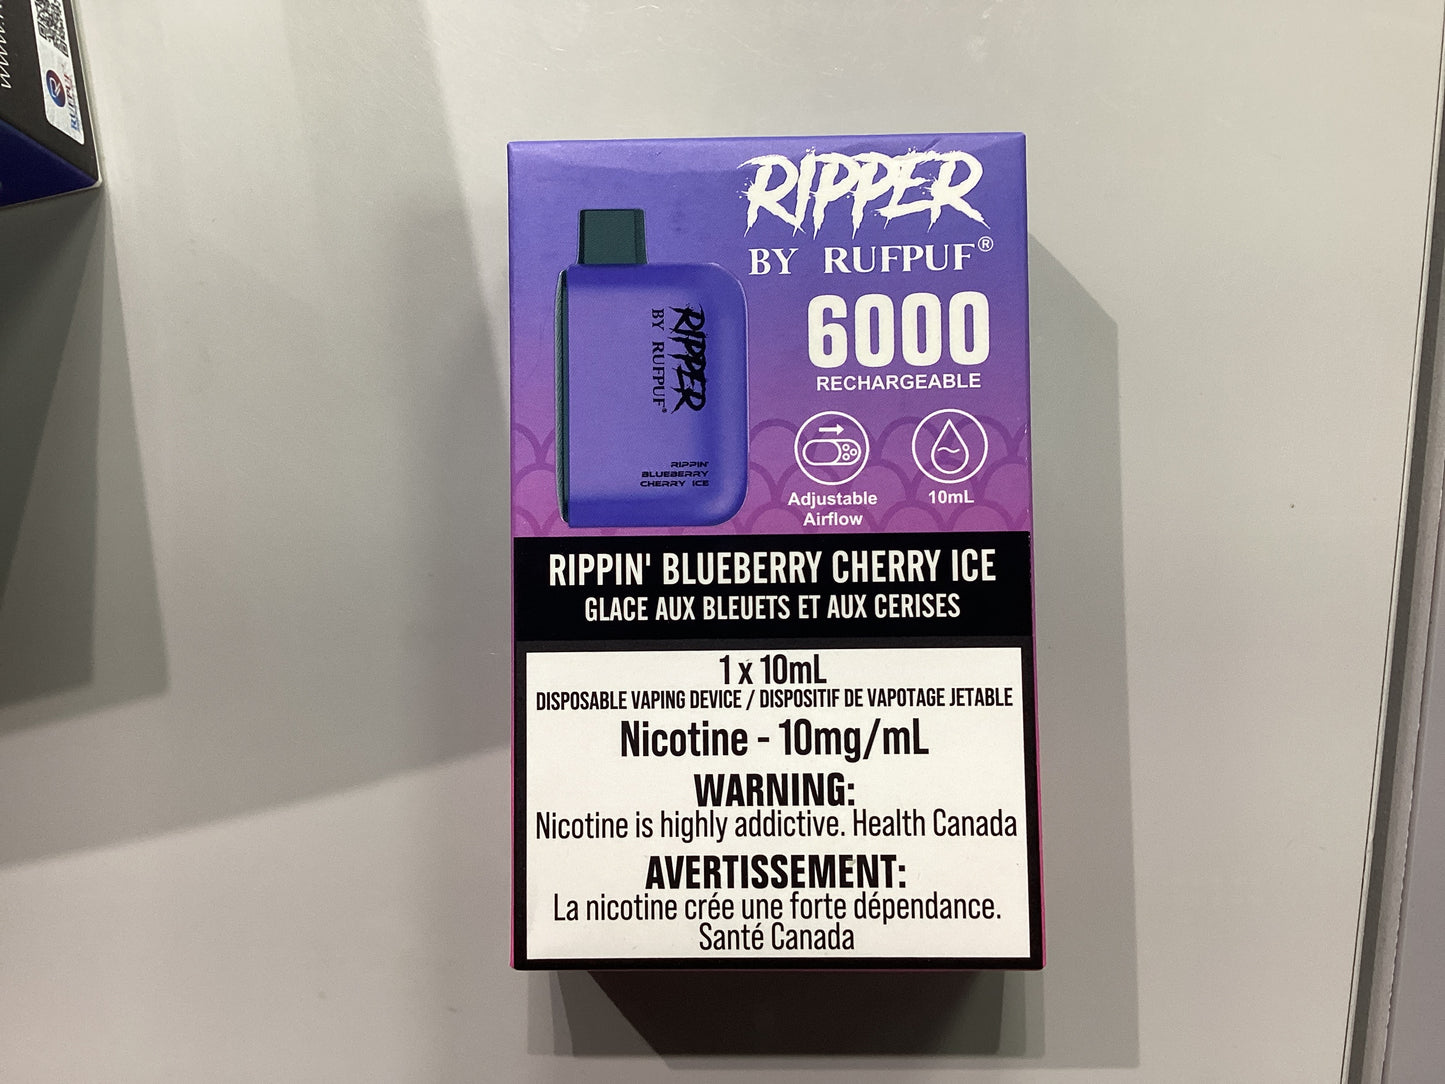 RIPPER
BY RUFPUF®
6000
RECHARGEABLE
RIPPER
BY RUFPUF®
RIPPIN'
BLUEBERRY
CHERRY ICE
Adjustable
Airflow
10mL
RIPPIN' BLUEBERRY CHERRY ICE
GLACE AUX BLEUETS ET AUX CERISES
1 x 10mL
DISPOSABLE VAPING DEVICE / DISPOSITIF DE VAPOTAGE JETABLE
Nicotine - 10mg/mL
WARNING:
Nicotine is highly addictive. Health Canada
AVERTISSEMENT:
La nicotine crée une forte dépendance.
Santé Canada